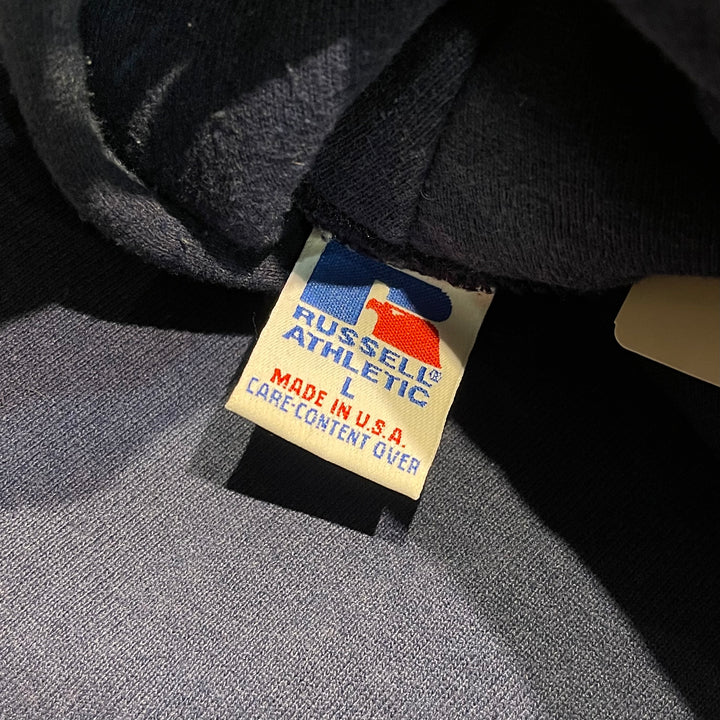 RUSSELL®
ATHLETIC
L
MADE IN U.S.A.
CARE-CONTENT OVER